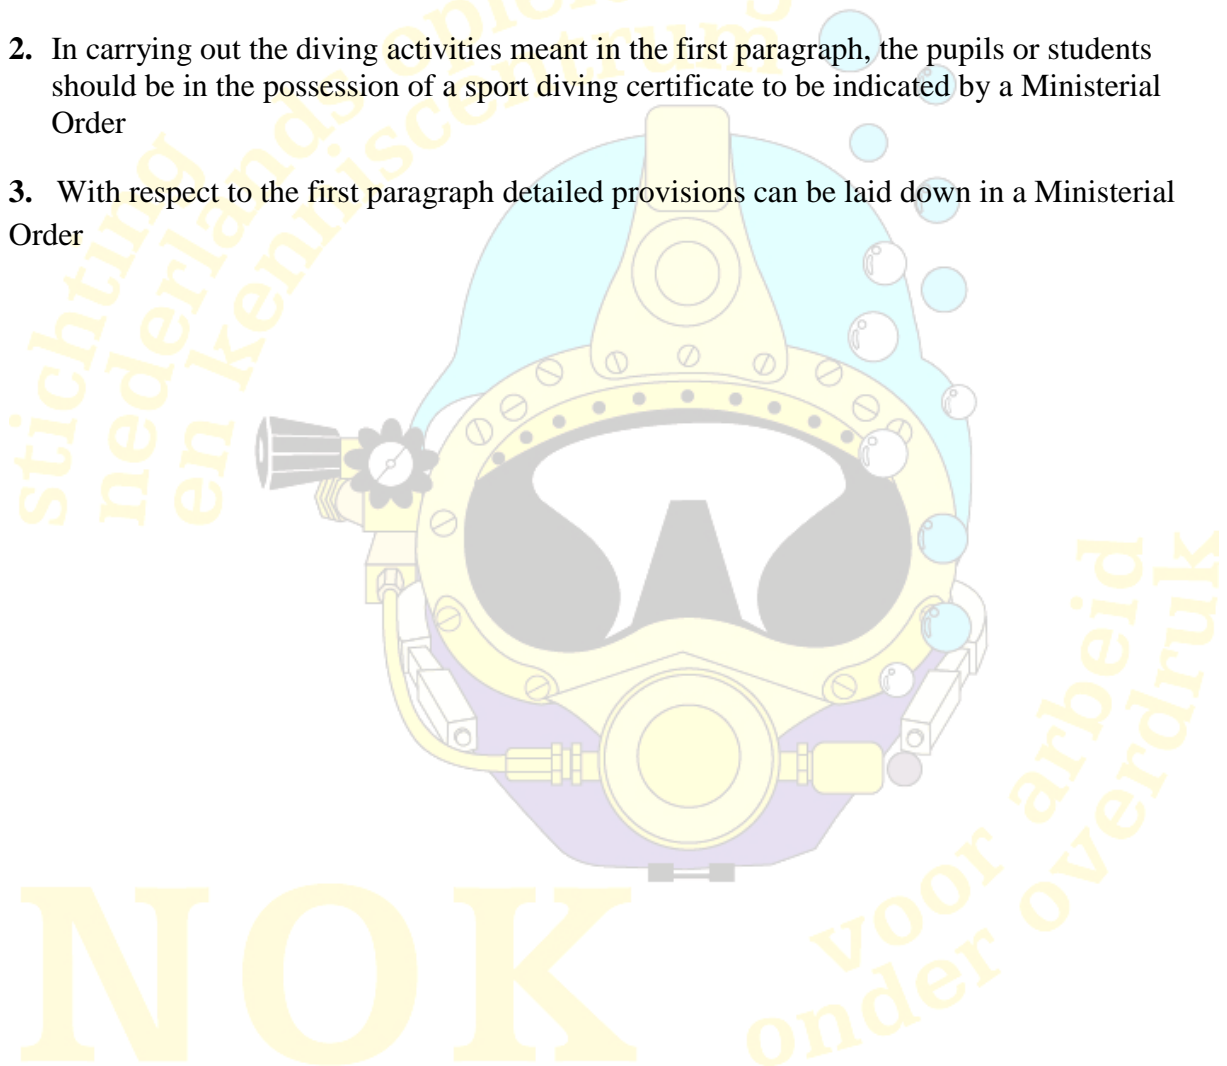 2. In carrying out the diving activities meant in the first paragraph, the pupils or students
should be in the possession of a sport diving certificate to be indicated by a Ministerial
Order
3. With respect to the first paragraph detailed provisions can be laid down in a Ministerial
Order
stichting
nederlands
en kenniscentrum
voor arbeid
onder overdruk
NOK